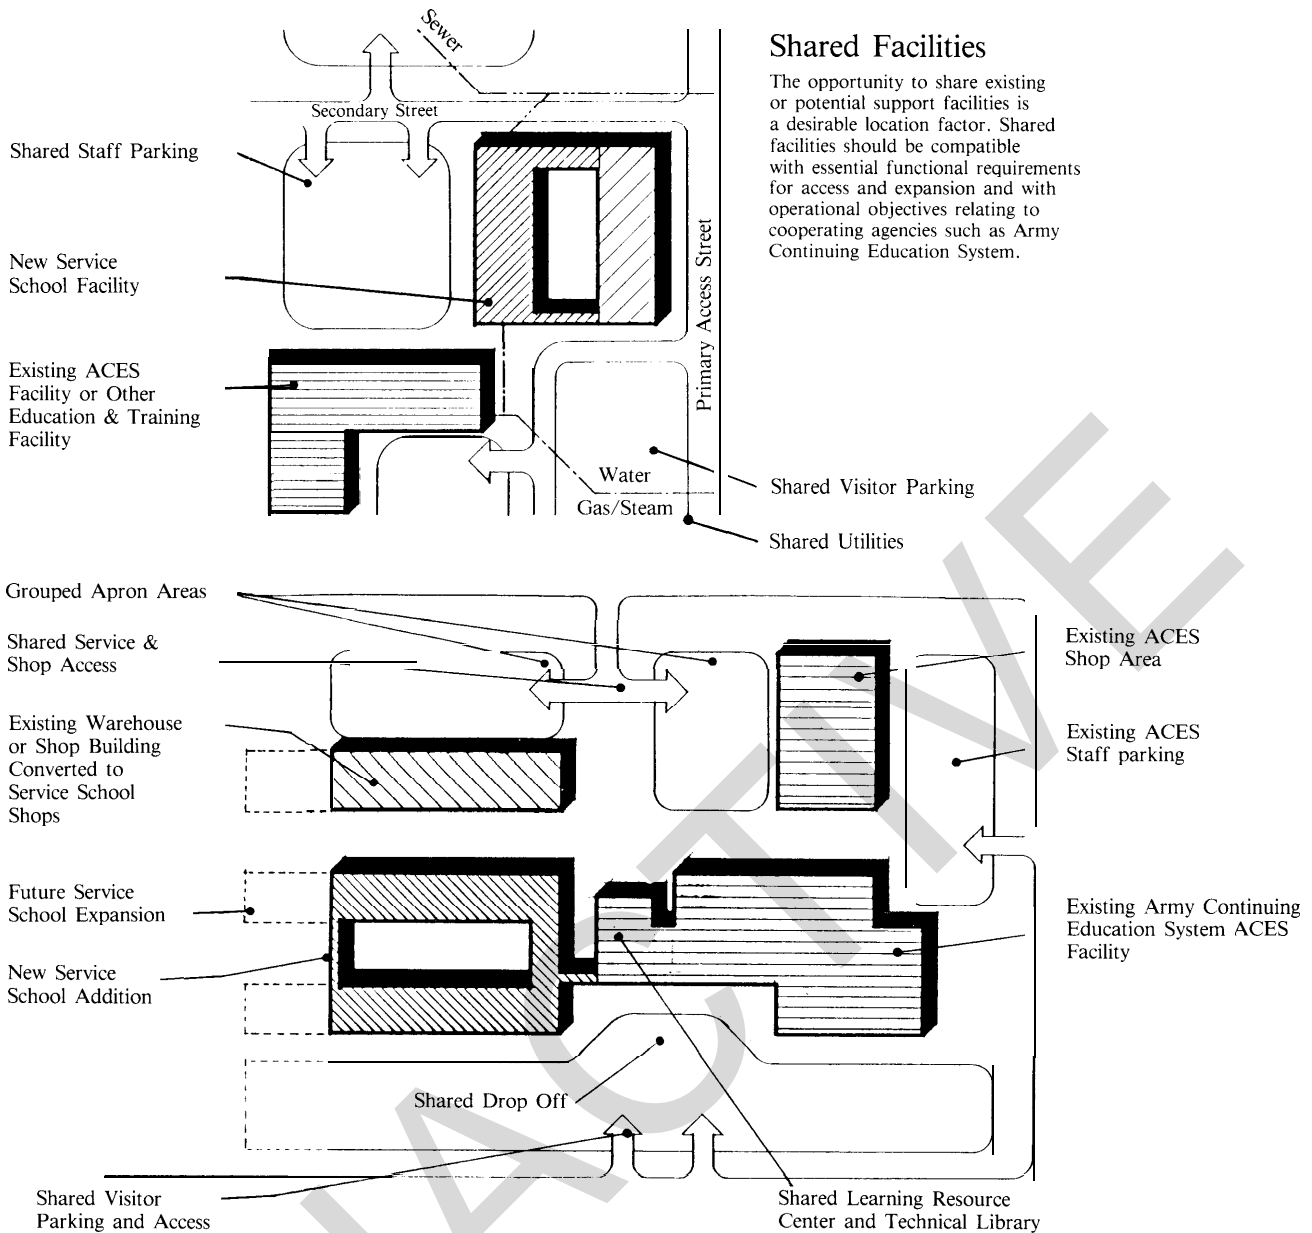 Sewer
Shared Facilities
The opportunity to share existing
or potential support facilities is
a desirable location factor. Shared
facilities should be compatible
with essential functional requirements
for access and expansion and with
operational objectives relating to
cooperating agencies such as Army
Continuing Education System.
Secondary Street
Shared Staff Parking
New Service
School Facility
Primary Access Street
Existing ACES
Facility or Other
Education & Training
Facility
Water
Gas/Steam
Shared Visitor Parking
Shared Utilities
Grouped Apron Areas
Shared Service &
Shop Access
Existing Warehouse
or Shop Building
Converted to
Service School
Shops
Future Service
School Expansion
New Service
School Addition
Existing ACES
Shop Area
Existing ACES
Staff parking
Existing Army Continuing
Education System ACES
Facility
Shared Drop Off
Shared Visitor
Parking and Access
Shared Learning Resource
Center and Technical Library
ACTIVE